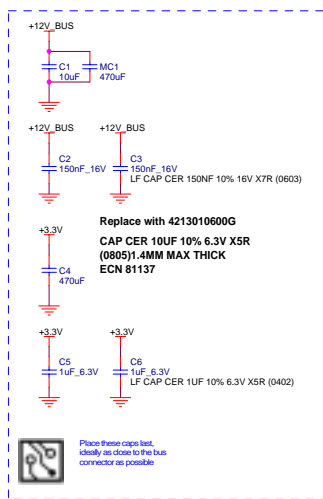 +12V_BUS
C1
10uF
MC1
470uF
+12V_BUS
+12V_BUS
C2
150nF_16V
C3
150nF_16V
LF CAP CER 150NF 10% 16V X7R (0603)
Replace with 4213010600G
+3.3V
CAP CER 10UF 10% 6.3V X5R
(0805)1.4MM MAX THICK
ECN 81137
C4
470uF
+3.3V
+3.3V
C5
1uF_6.3V
C6
1uF_6.3V
LF CAP CER 1UF 10% 6.3V X5R (0402)
Place these caps last,
ideally as close to the bus
connector as possible